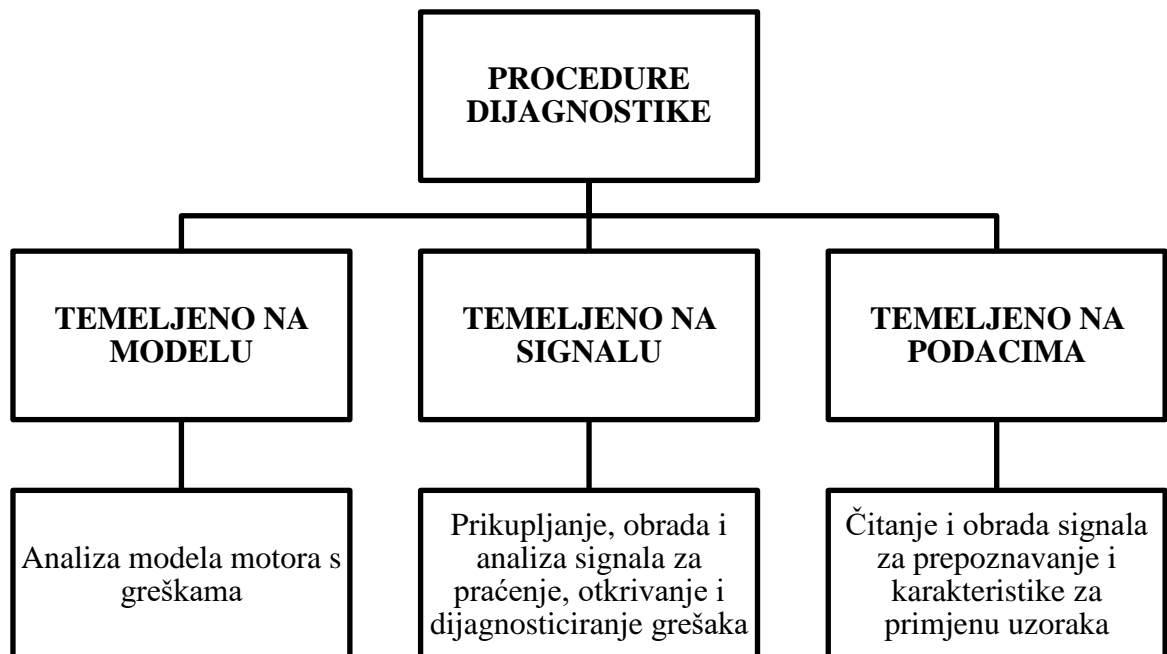 PROCEDURE
DIJAGNOSTIKE
TEMELJENO NA
MODELU
TEMELJENO NA
SIGNALU
TEMELJENO NA
PODACIMA
Analiza modela motora s
greškama
Prikupljanje, obrada i
analiza signala za
praćenje, otkrivanje i
dijagnosticiranje grešaka
Čitanje i obrada signala
za prepoznavanje i
karakteristike za
primjenu uzoraka